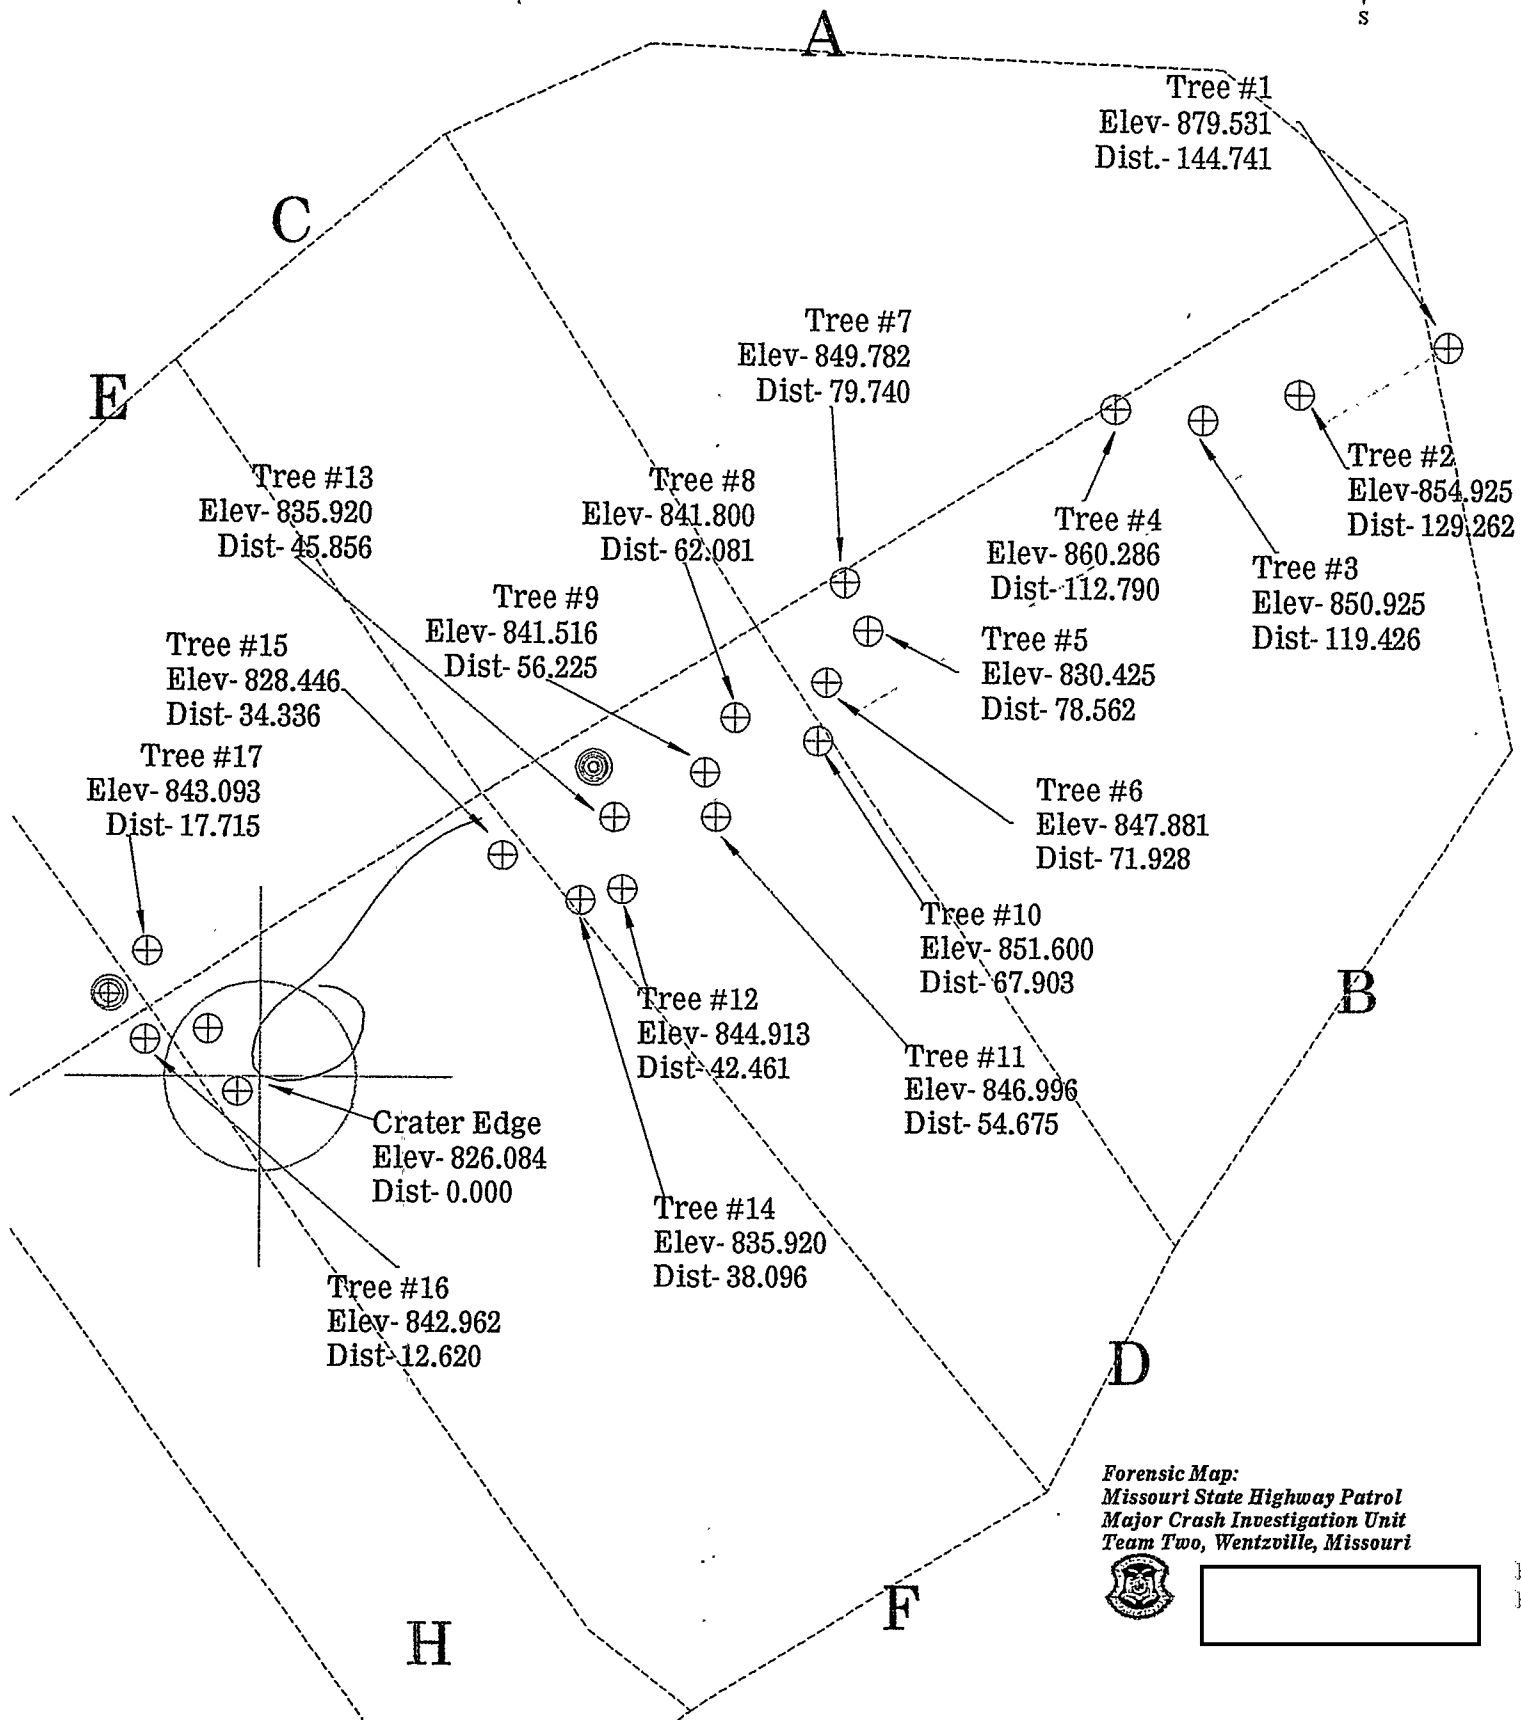 S
A
Tree #1
Elev- 879.531
Dist.- 144.741
C
Tree #7
Elev- 849.782
Dist- 79.740
E
Tree #2
Elev-854.925
Dist- 129.262
Tree #13
Elev- 835.920
Dist- 45.856
Tree #8
Elev- 841.800
Dist- 62.081
Tree #4
Elev- 860.286
Dist- 112.790
Tree #3
Elev- 850.925
Dist- 119.426
Tree #9
Elev- 841.516
Dist- 56.225
Tree #15
Elev- 828.446
Dist- 34.336
Tree #5
Elev- 830.425
Dist- 78.562
Tree #17
Elev- 843.093
Dist- 17.715
Tree #6
Elev- 847.881
Dist- 71.928
Tree #10
Elev- 851.600
Dist- 67.903
B
Tree #12
Elev- 844.913
Dist- 42.461
Tree #11
Elev- 846.996
Dist- 54.675
Crater Edge
Elev- 826.084
Dist- 0.000
Tree #14
Elev- 835.920
Dist- 38.096
Tree #16
Elev- 842.962
Dist- 12.620
D
Forensic Map:
Missouri State Highway Patrol
Major Crash Investigation Unit
Team Two, Wentzville, Missouri
F
H